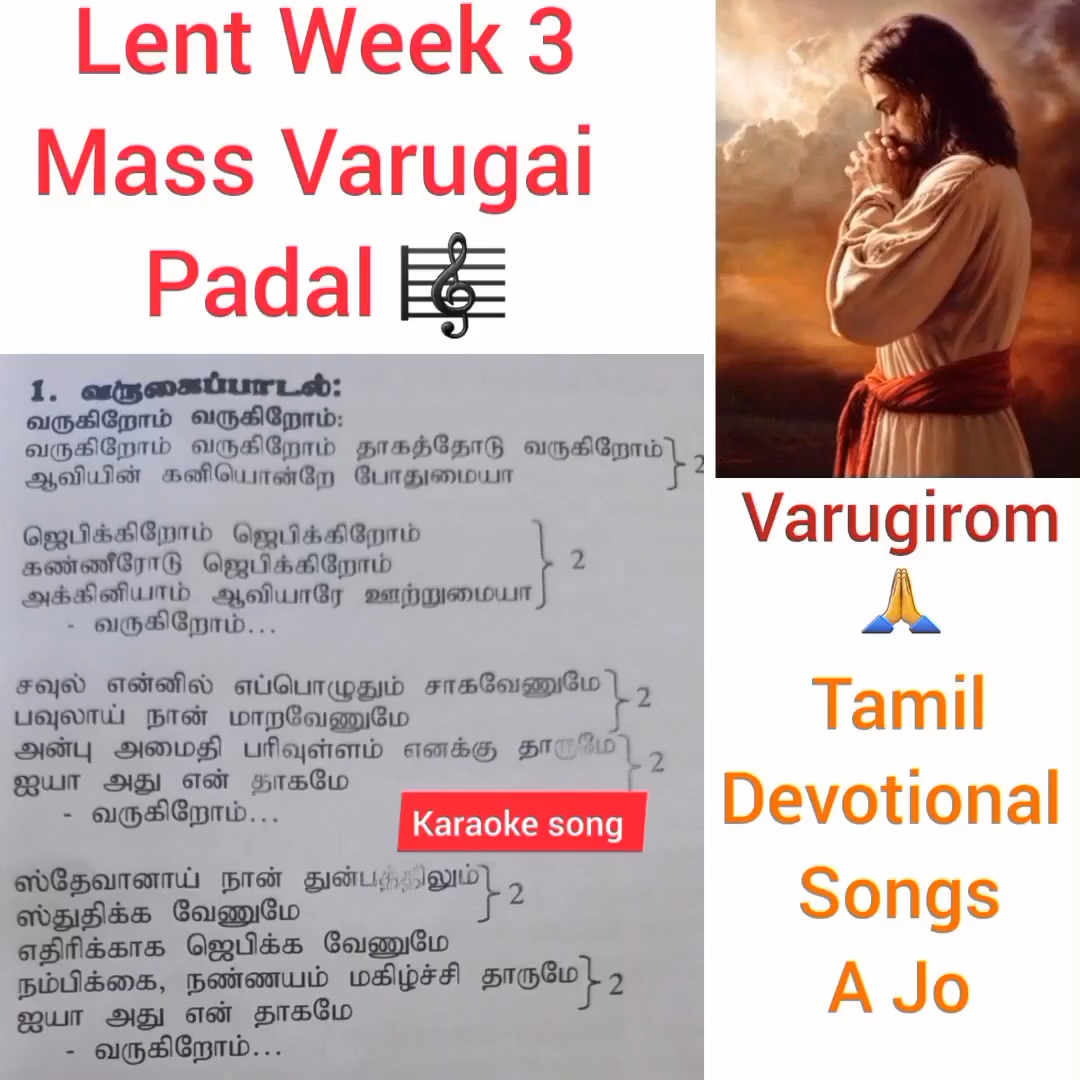 Lent Week 3
Mass Varugai
Padal
1. வருகைப்பாடல்:
வருகிறோம் வருகிறோம்:
வருகிறோம் வருகிறோம் தாகத்தோடு வருகிறோம் } 2
ஆவியின் கனியொன்றே போதுமையா
ஜெபிக்கிறோம் ஜெபிக்கிறோம்
கண்ணீரோடு ஜெபிக்கிறோம் } 2
அக்கினியாம் ஆவியாரே ஊற்றுமையா
- வருகிறோம்...
சவுல் என்னில் எப்பொழுதும் சாகவேணுமே } 2
பவுலாய் நான் மாறவேணுமே
அன்பு அமைதி பரிவுள்ளம் எனக்கு தாருமே } 2
ஐயா அது என் தாகமே
- வருகிறோம்...
Karaoke song
ஸ்தேவானாய் நான் துன்பத்திலும் } 2
ஸ்துதிக்க வேணுமே
எதிரிக்காக ஜெபிக்க வேணுமே
நம்பிக்கை, நண்ணயம் மகிழ்ச்சி தாருமே } 2
ஐயா அது என் தாகமே
- வருகிறோம்...
Varugirom
Tamil
Devotional
Songs
A Jo